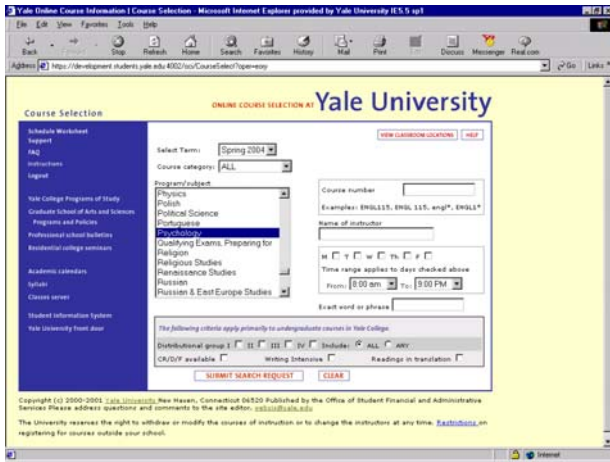 Yale Online Course Information | Course Selection - Microsoft Internet Explorer provided by Yale University IE5.5 sp1
File Edit View Favorites Tools Help
Back Stop Refresh Home Search Favorites History Mail Print Discuss Messenger Real.com
Address https://development.students.yale.edu:4002/oci/CourseSelect?oper=easy Go Links
Course Selection
ONLINE COURSE SELECTION AT Yale University
Schedule Worksheet
Support
FAQ
Instructions
Logout
Yale College Programs of Study
Graduate School of Arts and Sciences
Programs and Policies
Professional school bulletins
Residential college seminars
Academic calendars
Syllabi
Classes server
Student Information System
Yale University front door
VIEW CLASSROOM LOCATIONS HELP
Select Term: Spring 2004
Course category: ALL
Program/subject
Physics
Polish
Political Science
Portuguese
Psychology
Qualifying Exams, Preparing for
Religion
Religious Studies
Renaissance Studies
Russian
Russian & East Europe Studies
Course number
Examples: ENGL115, ENGL 115, engl*, ENGL1*
Name of instructor
M T W Th F
Time range applies to days checked above
From: 8:00 am To: 9:00 PM
Exact word or phrase
The following criteria apply primarily to undergraduate courses in Yale College.
Distributional group I II III IV Include: ALL ANY
CR/D/F available Writing Intensive Readings in translation
SUBMIT SEARCH REQUEST CLEAR
Copyright (c) 2000-2001 Yale University New Haven, Connecticut 06520 Published by the Office of Student Financial and Administrative
Services Please address questions and comments to the site editor,
The University reserves the right to withdraw or modify the courses of instruction or to change the instructors at any time. Restrictions on
registering for courses outside your school.
Internet